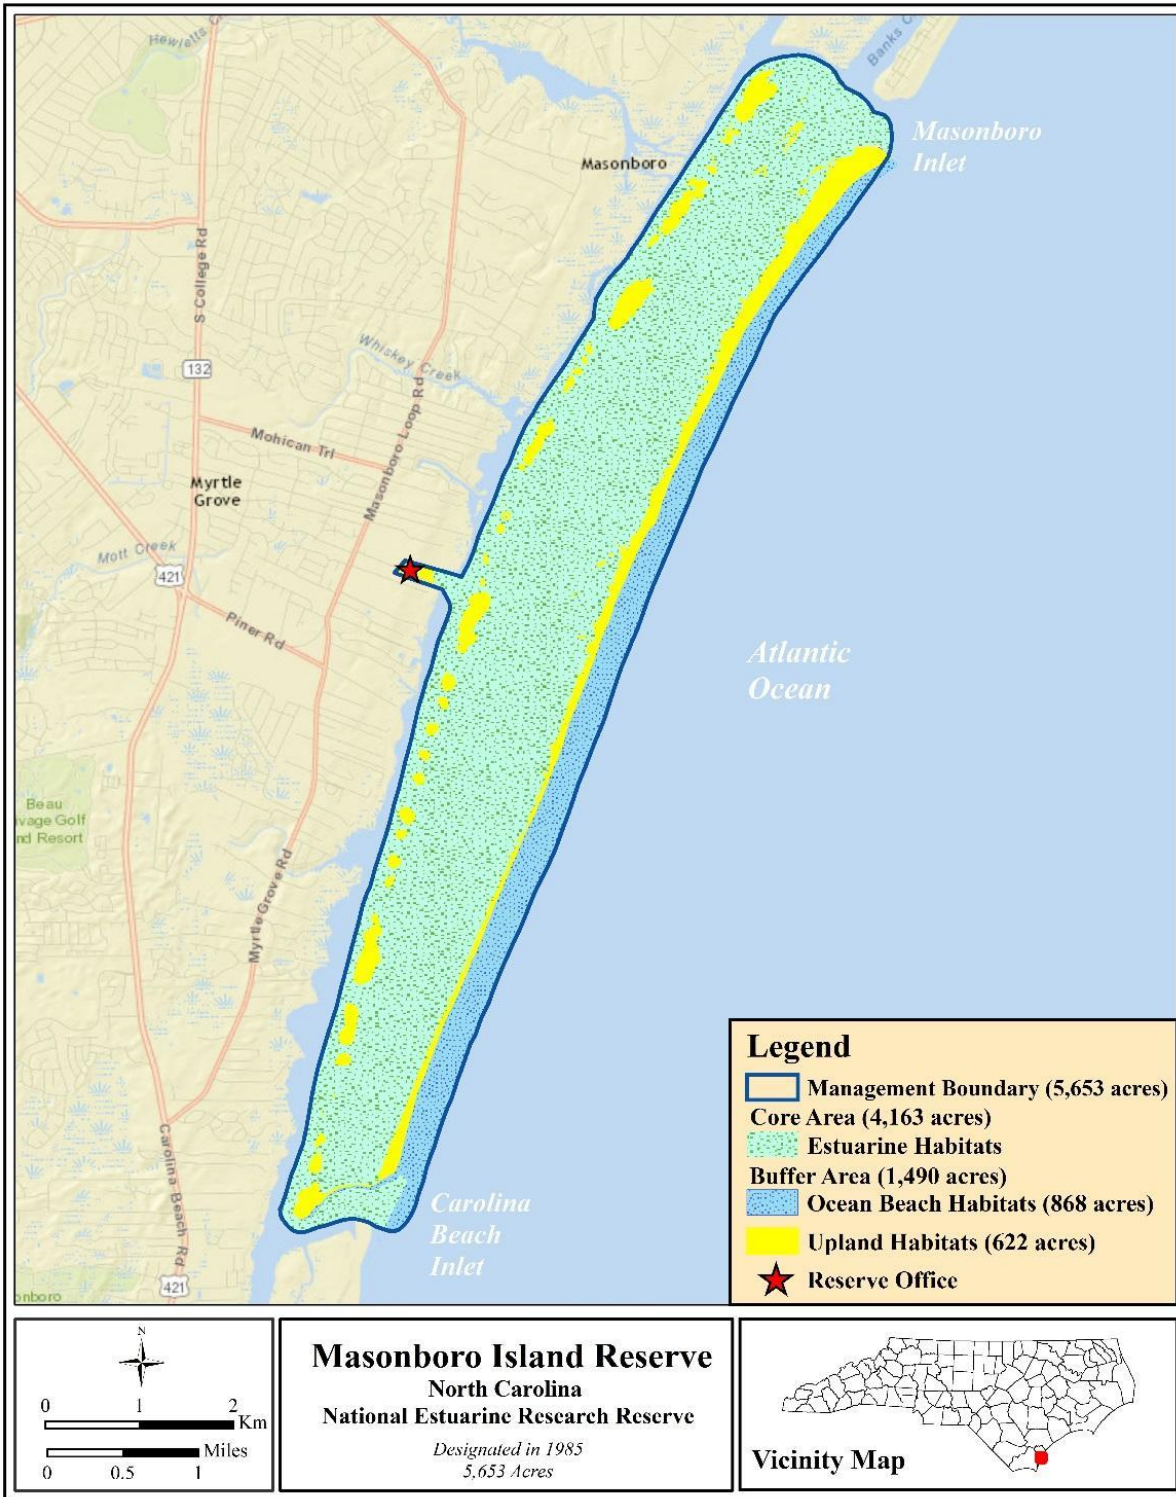 Hewletts C
Banks C
Masonboro
Inlet
Masonboro
S College Rd
132
Whiskey Creek
Masonboro Loop Rd
Mohican Trl
Myrtle
Grove
Mott Creek
421
Piner Rd
Atlantic
Ocean
Beau
vage Golf
nd Resort
Myrtle Grove Rd
Carolina Beach Rd
Carolina
Beach
Inlet
421
onboro
Legend
Management Boundary (5,653 acres)
Core Area (4,163 acres)
Estuarine Habitats
Buffer Area (1,490 acres)
Ocean Beach Habitats (868 acres)
Upland Habitats (622 acres)
Reserve Office
N
0 1 2
Km
Miles
0 0.5 1
Masonboro Island Reserve
North Carolina
National Estuarine Research Reserve
Designated in 1985
5,653 Acres
Vicinity Map